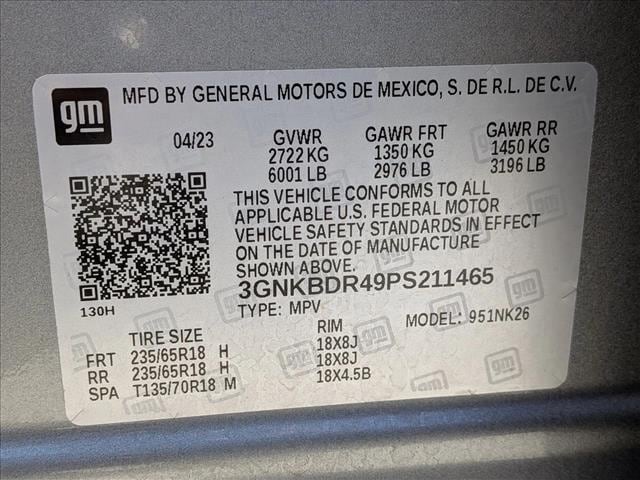 gm MFD BY GENERAL MOTORS DE MEXICO, S. DE R.L. DE C.V.
04/23 GVWR GAWR FRT GAWR RR
2722 KG 1350 KG 1450 KG
6001 LB 2976 LB 3196 LB
THIS VEHICLE CONFORMS TO ALL
APPLICABLE U.S. FEDERAL MOTOR
VEHICLE SAFETY STANDARDS IN EFFECT
ON THE DATE OF MANUFACTURE
SHOWN ABOVE.
3GNKBDR49PS211465
130H TYPE: MPV MODEL: 951NK26
TIRE SIZE RIM
FRT 235/65R18 H 18X8J
RR 235/65R18 H 18X8J
SPA T135/70R18 M 18X4.5B